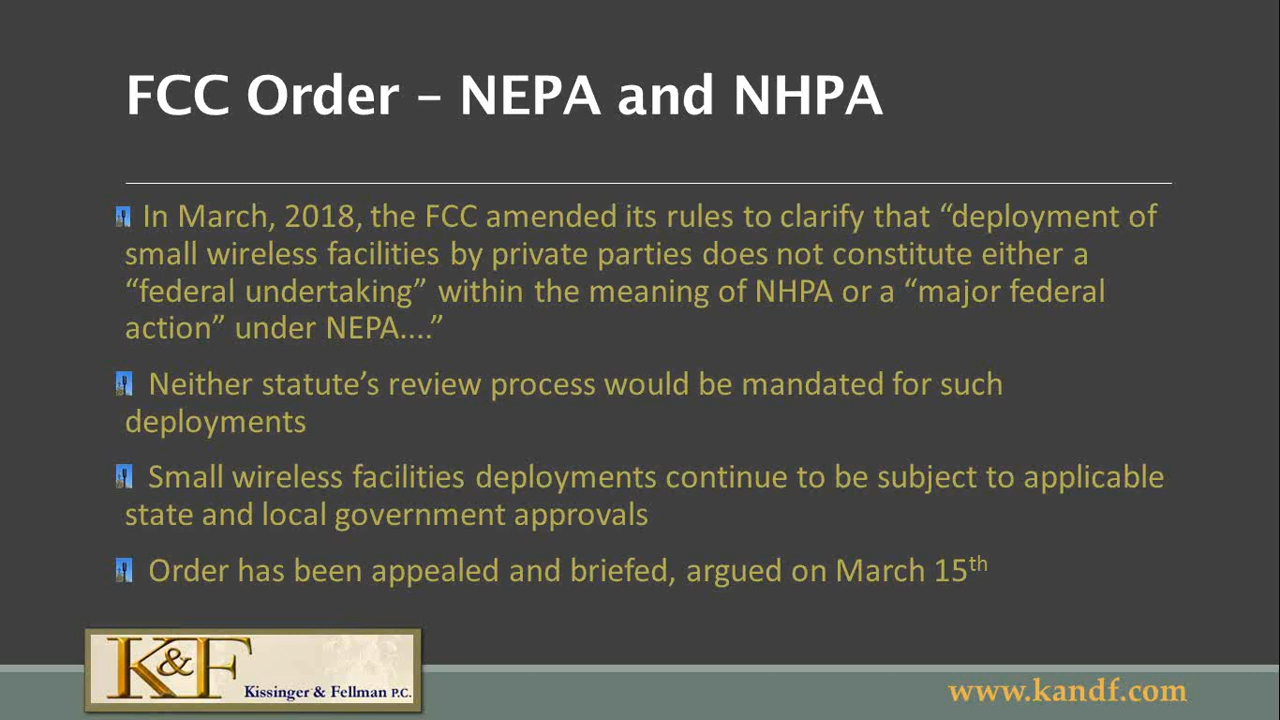 FCC Order – NEPA and NHPA
In March, 2018, the FCC amended its rules to clarify that “deployment of
small wireless facilities by private parties does not constitute either a
“federal undertaking” within the meaning of NHPA or a “major federal
action” under NEPA....”
Neither statute’s review process would be mandated for such
deployments
Small wireless facilities deployments continue to be subject to applicable
state and local government approvals
Order has been appealed and briefed, argued on March 15th
K&F
Kissinger & Fellman P.C.
www.kandf.com